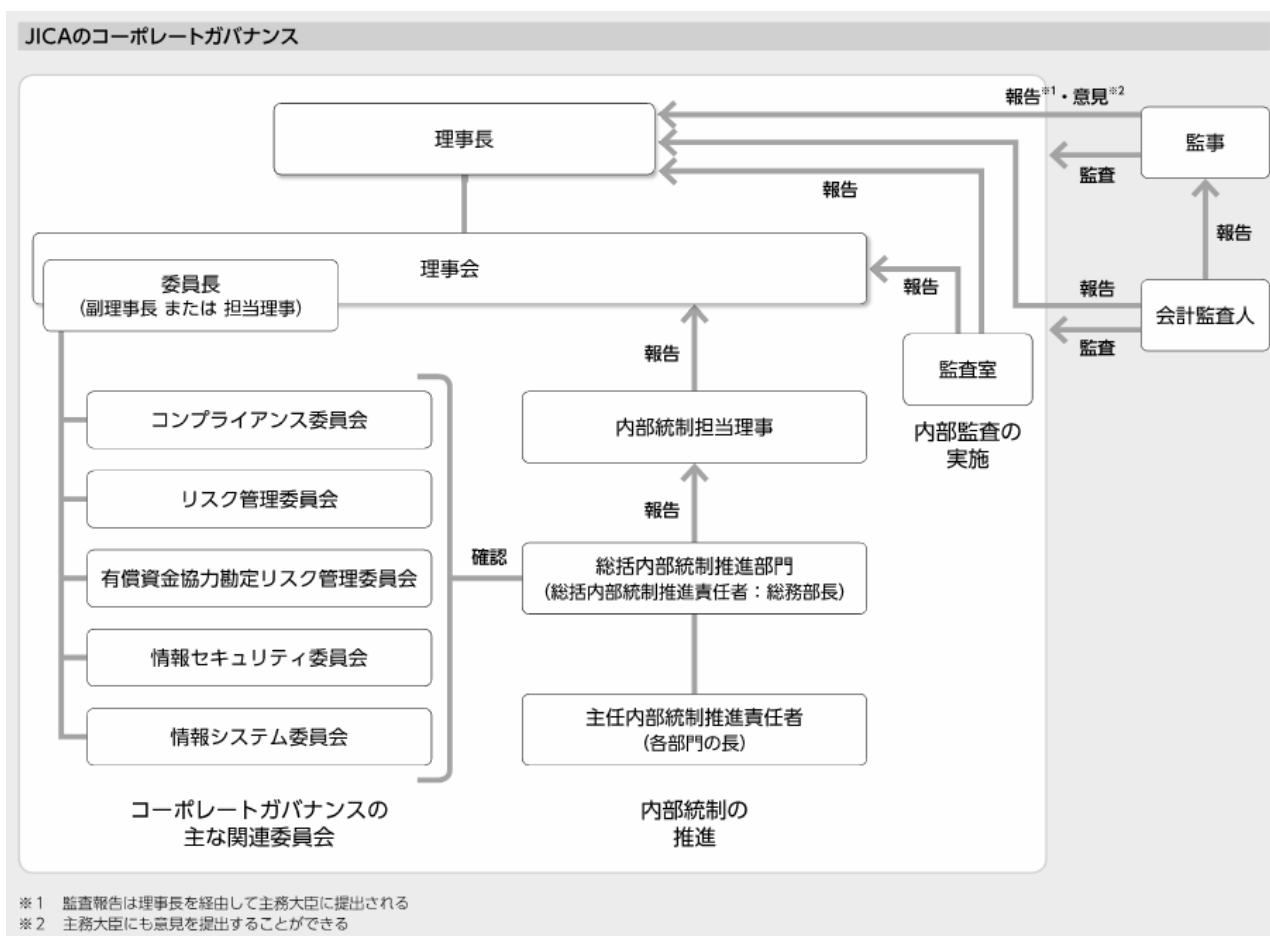 JICAのコーポレートガバナンス
報告※1・意見※2
理事長
監事
監査
報告
報告
理事会
委員長
(副理事長 または 担当理事)
報告
報告
会計監査人
監査
報告
監査室
コンプライアンス委員会
内部統制担当理事
内部監査の
実施
リスク管理委員会
報告
確認
有償資金協力勘定リスク管理委員会
総括内部統制推進部門
(総括内部統制推進責任者：総務部長)
情報セキュリティ委員会
主任内部統制推進責任者
(各部門の長)
情報システム委員会
コーポレートガバナンスの
主な関連委員会
内部統制の
推進
※1 監査報告は理事長を経由して主務大臣に提出される
※2 主務大臣にも意見を提出することができる